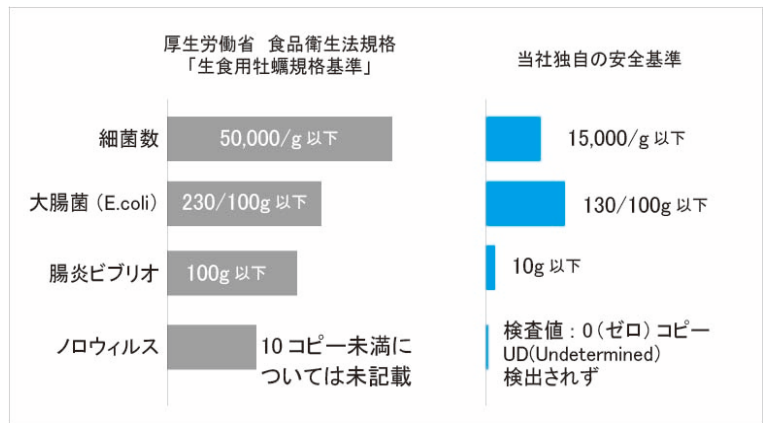 厚生労働省 食品衛生法規格
「生食用牡蠣規格基準」
当社独自の安全基準
細菌数
50,000/g 以下
15,000/g 以下
大腸菌（E.coli）
230/100g 以下
130/100g 以下
腸炎ビブリオ
100g 以下
10g 以下
ノロウィルス
10 コピー未満に
ついては未記載
検査値：0（ゼロ）コピー
UD(Undetermined)
検出されず